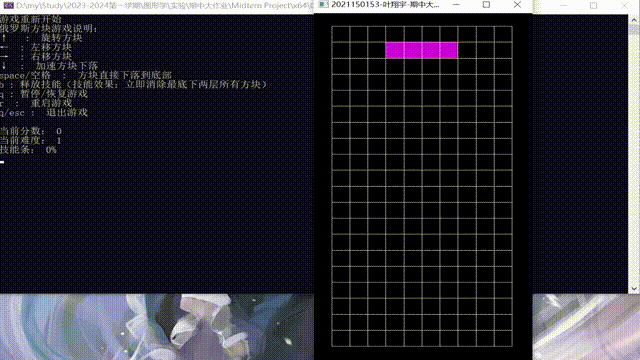 D:\my\Study\2023-2024第一学期\图形学\实验\期中大作业\Midterm Project\x64\
2021150153-叶翔宇-期中大...
游戏重新开始
俄罗斯方块游戏说明:
↑ : 旋转方块
← : 左移方块
→ : 右移方块
↓ : 加速方块下落
space/空格 : 方块直接下落到底部
b : 释放技能(技能效果: 立即消除最底下两层所有方块)
q : 暂停/恢复游戏
r : 重启游戏
q/esc : 退出游戏
当前分数: 0
当前难度: 1
技能条: 0%